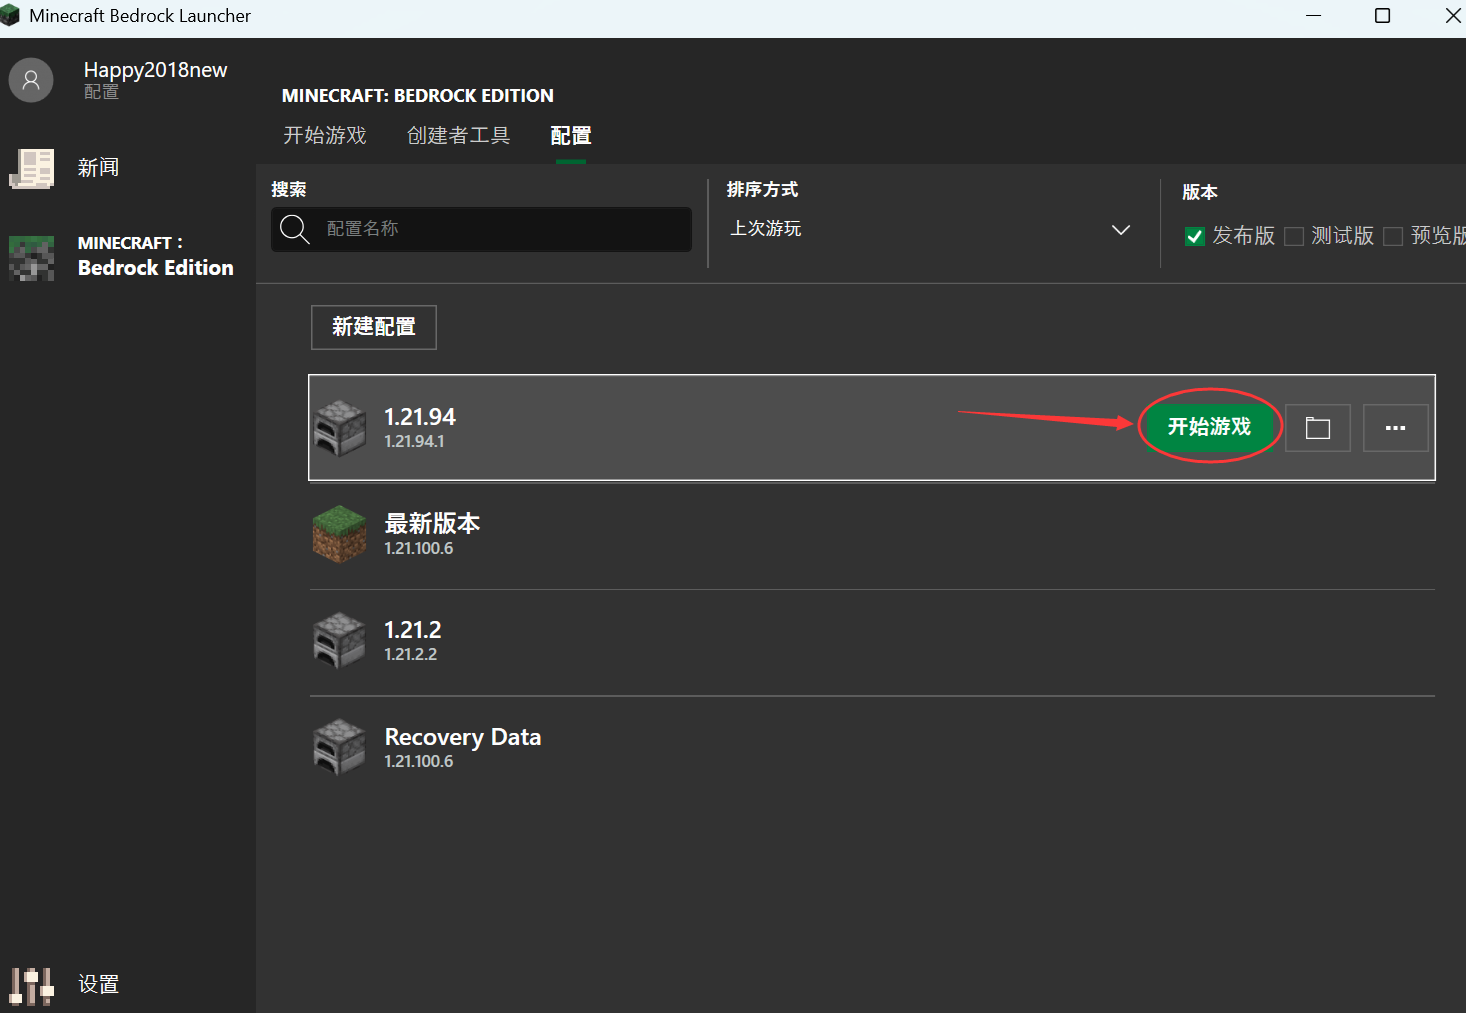 Minecraft Bedrock Launcher
Happy2018new
配置
新闻
MINECRAFT：
Bedrock Edition
设置
MINECRAFT: BEDROCK EDITION
开始游戏 创建者工具 配置
搜索
配置名称
排序方式
上次游玩
版本
发布版 测试版 预览版
新建配置
1.21.94
1.21.94.1
开始游戏
最新版本
1.21.100.6
1.21.2
1.21.2.2
Recovery Data
1.21.100.6